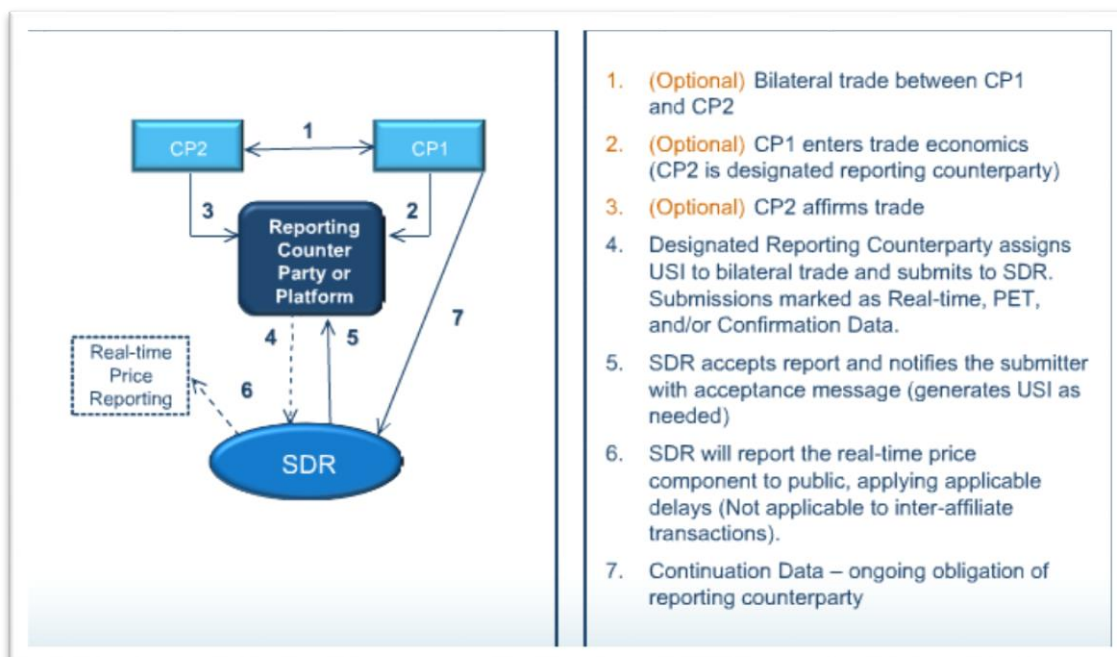 1
CP2
CP1
3
2
Reporting
Counter
Party or
Platform
7
4
5
Real-time
Price
Reporting
6
SDR
1. (Optional) Bilateral trade between CP1
and CP2
2. (Optional) CP1 enters trade economics
(CP2 is designated reporting counterparty)
3. (Optional) CP2 affirms trade
4. Designated Reporting Counterparty assigns
USI to bilateral trade and submits to SDR.
Submissions marked as Real-time, PET,
and/or Confirmation Data.
5. SDR accepts report and notifies the submitter
with acceptance message (generates USI as
needed)
6. SDR will report the real-time price
component to public, applying applicable
delays (Not applicable to inter-affiliate
transactions).
7. Continuation Data – ongoing obligation of
reporting counterparty